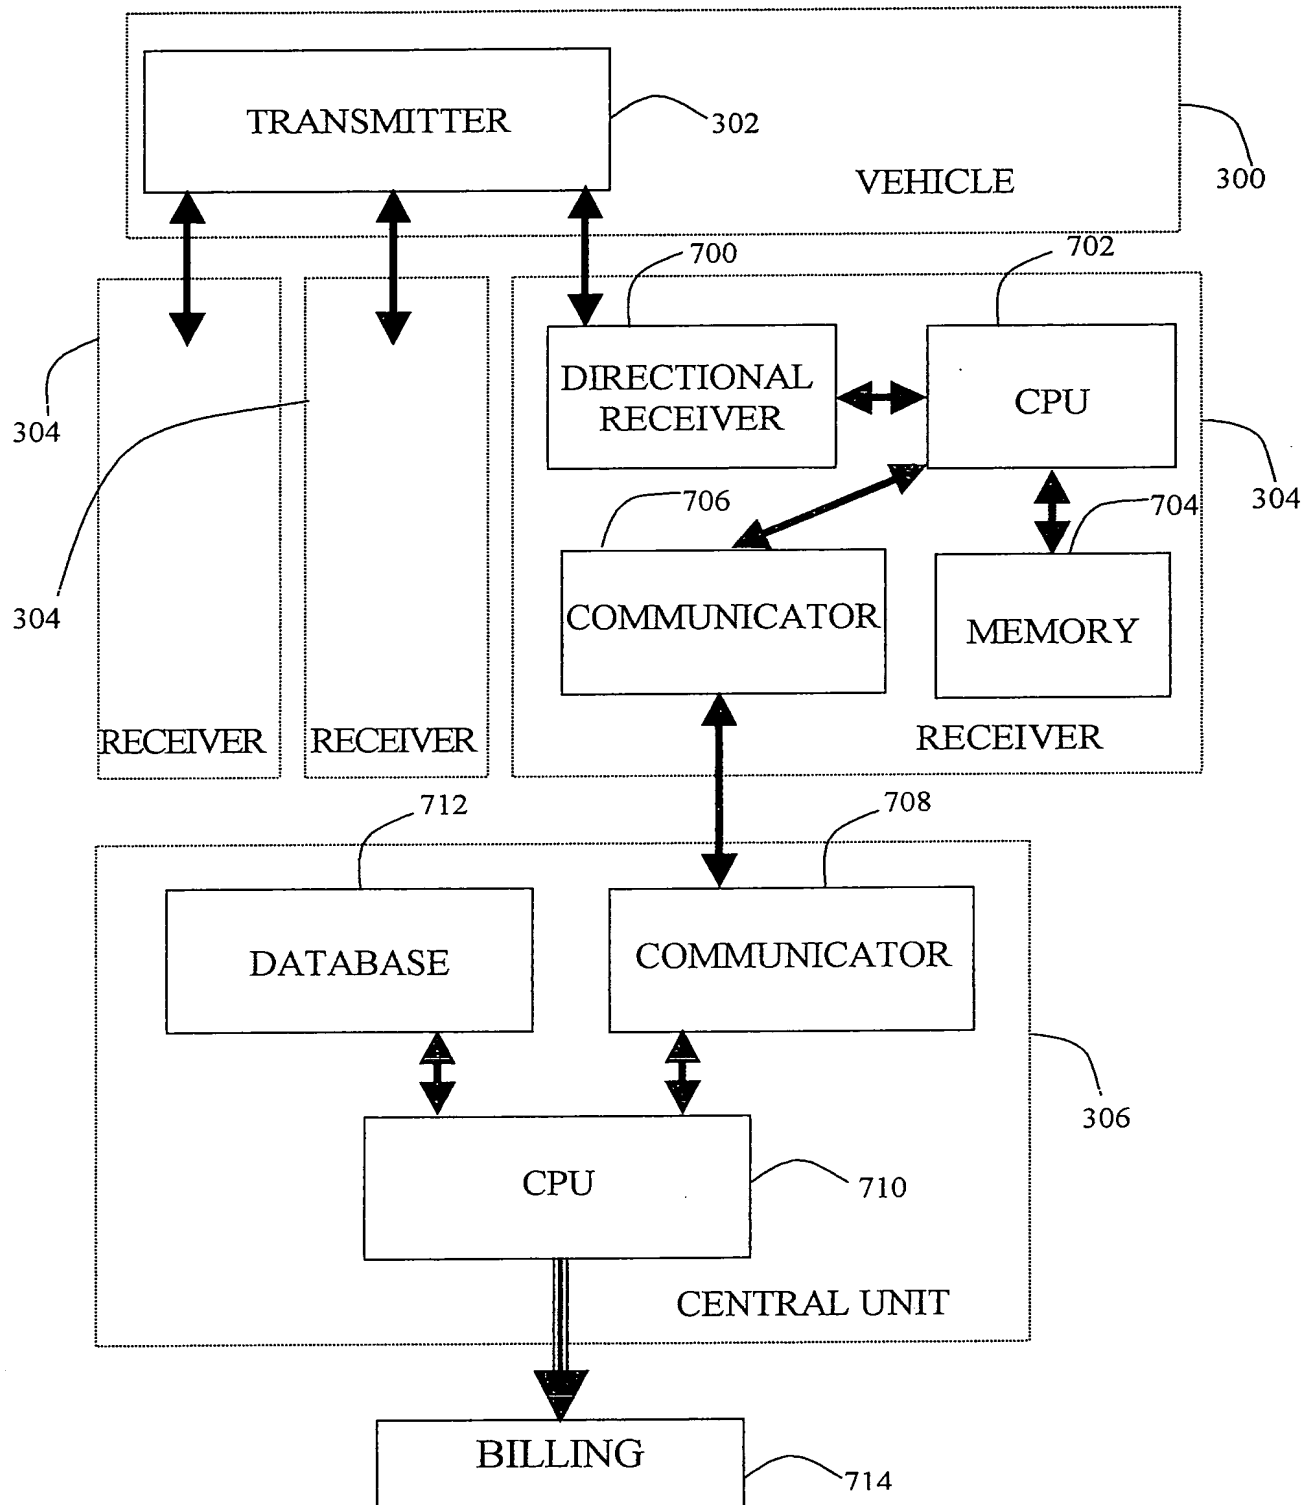 TRANSMITTER
302
VEHICLE
300
700
702
304
DIRECTIONAL
RECEIVER
CPU
304
706
704
304
COMMUNICATOR
MEMORY
RECEIVER
RECEIVER
RECEIVER
712
708
DATABASE
COMMUNICATOR
306
CPU
710
CENTRAL UNIT
BILLING
714